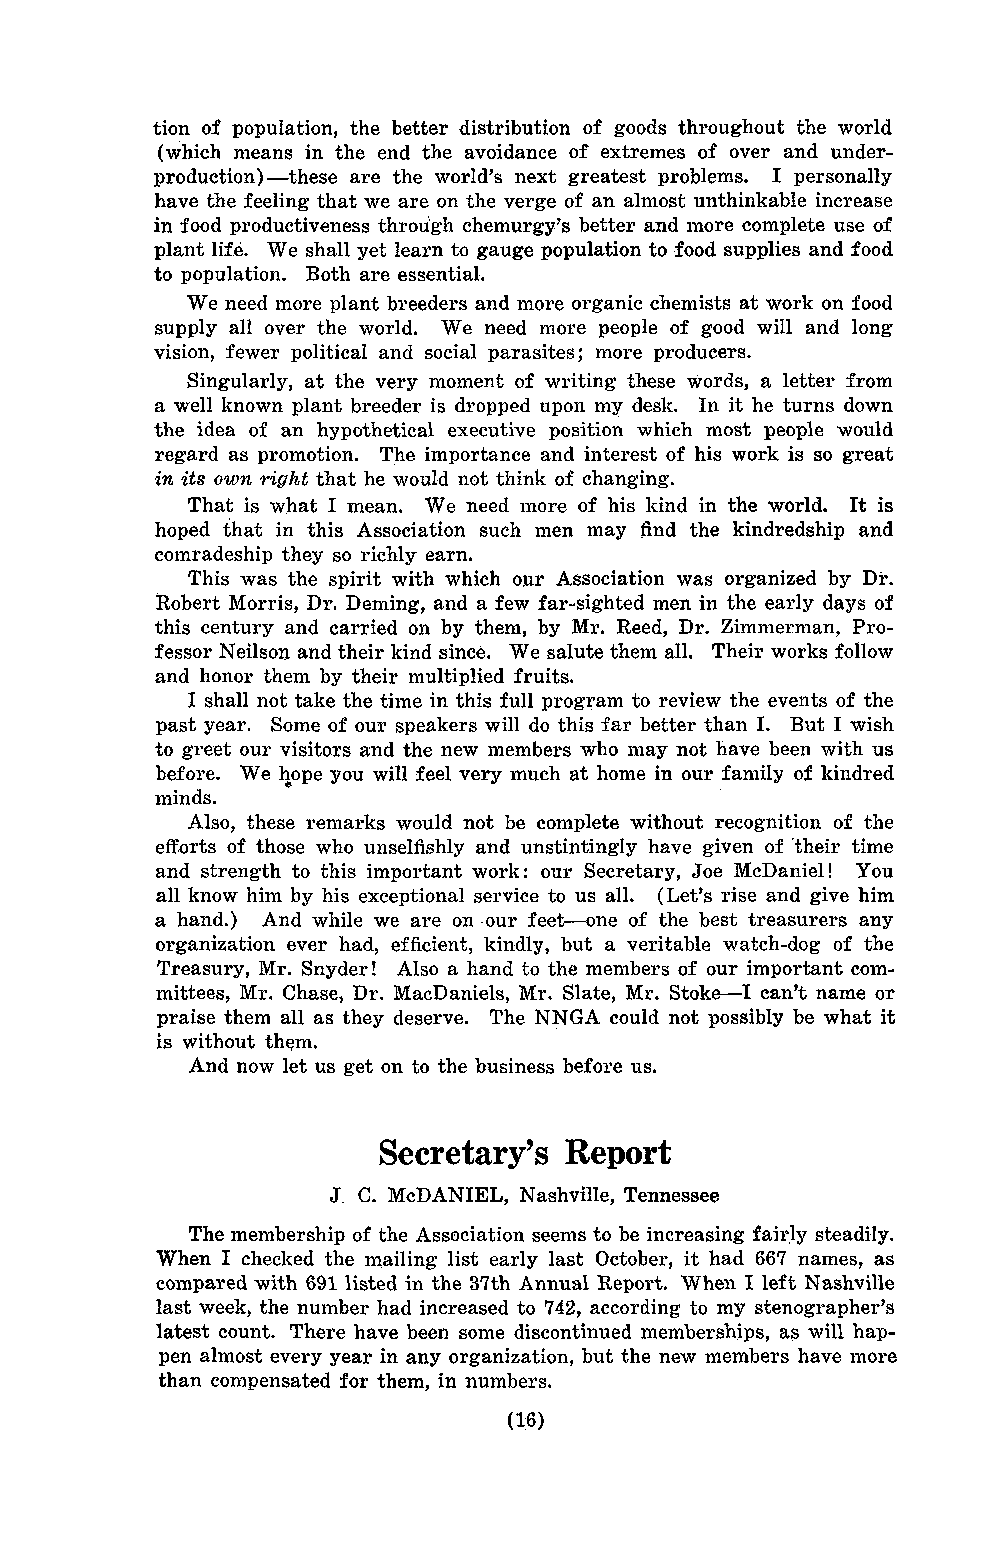 tion of population, the better distribution of goods throughout the world
(which means in the end the avoidance of extremes of over and under-
production)—these are the world's next greatest problems. I personally
have the feeling that we are on the verge of an almost unthinkable increase
in food productiveness through chemurgy's better and more complete use of
plant life. We shall yet learn to gauge population to food supplies and food
to population. Both are essential.
We need more plant breeders and more organic chemists at work on food
supply all over the world. We need more people of good will and long
vision, fewer political and social parasites; more producers.
Singularly, at the very moment of writing these words, a letter from
a well known plant breeder is dropped upon my desk. In it he turns down
the idea of an hypothetical executive position which most people would
regard as promotion. The importance and interest of his work is so great
in its own right that he would not think of changing.
That is what I mean. We need more of his kind in the world. It is
hoped that in this Association such men may find the kindredship and
comradeship they so richly earn.
This was the spirit with which our Association was organized by Dr.
Robert Morris, Dr. Deming, and a few far-sighted men in the early days of
this century and carried on by them, by Mr. Reed, Dr. Zimmerman, Pro-
fessor Neilson and their kind since. We salute them all. Their works follow
and honor them by their multiplied fruits.
I shall not take the time in this full program to review the events of the
past year. Some of our speakers will do this far better than I. But I wish
to greet our visitors and the new members who may not have been with us
before. We hope you will feel very much at home in our family of kindred
minds.
Also, these remarks would not be complete without recognition of the
efforts of those who unselfishly and unstintingly have given of their time
and strength to this important work: our Secretary, Joe McDaniel! You
all know him by his exceptional service to us all. (Let's rise and give him
a hand.) And while we are on our feet—one of the best treasurers any
organization ever had, efficient, kindly, but a veritable watch-dog of the
Treasury, Mr. Snyder! Also a hand to the members of our important com-
mittees, Mr. Chase, Dr. MacDaniels, Mr. Slate, Mr. Stoke—I can't name or
praise them all as they deserve. The NNGA could not possibly be what it
is without them.
And now let us get on to the business before us.
Secretary's Report
J. C. McDANIEL, Nashville, Tennessee
The membership of the Association seems to be increasing fairly steadily.
When I checked the mailing list early last October, it had 667 names, as
compared with 691 listed in the 37th Annual Report. When I left Nashville
last week, the number had increased to 742, according to my stenographer's
latest count. There have been some discontinued memberships, as will hap-
pen almost every year in any organization, but the new members have more
than compensated for them, in numbers.
(16)